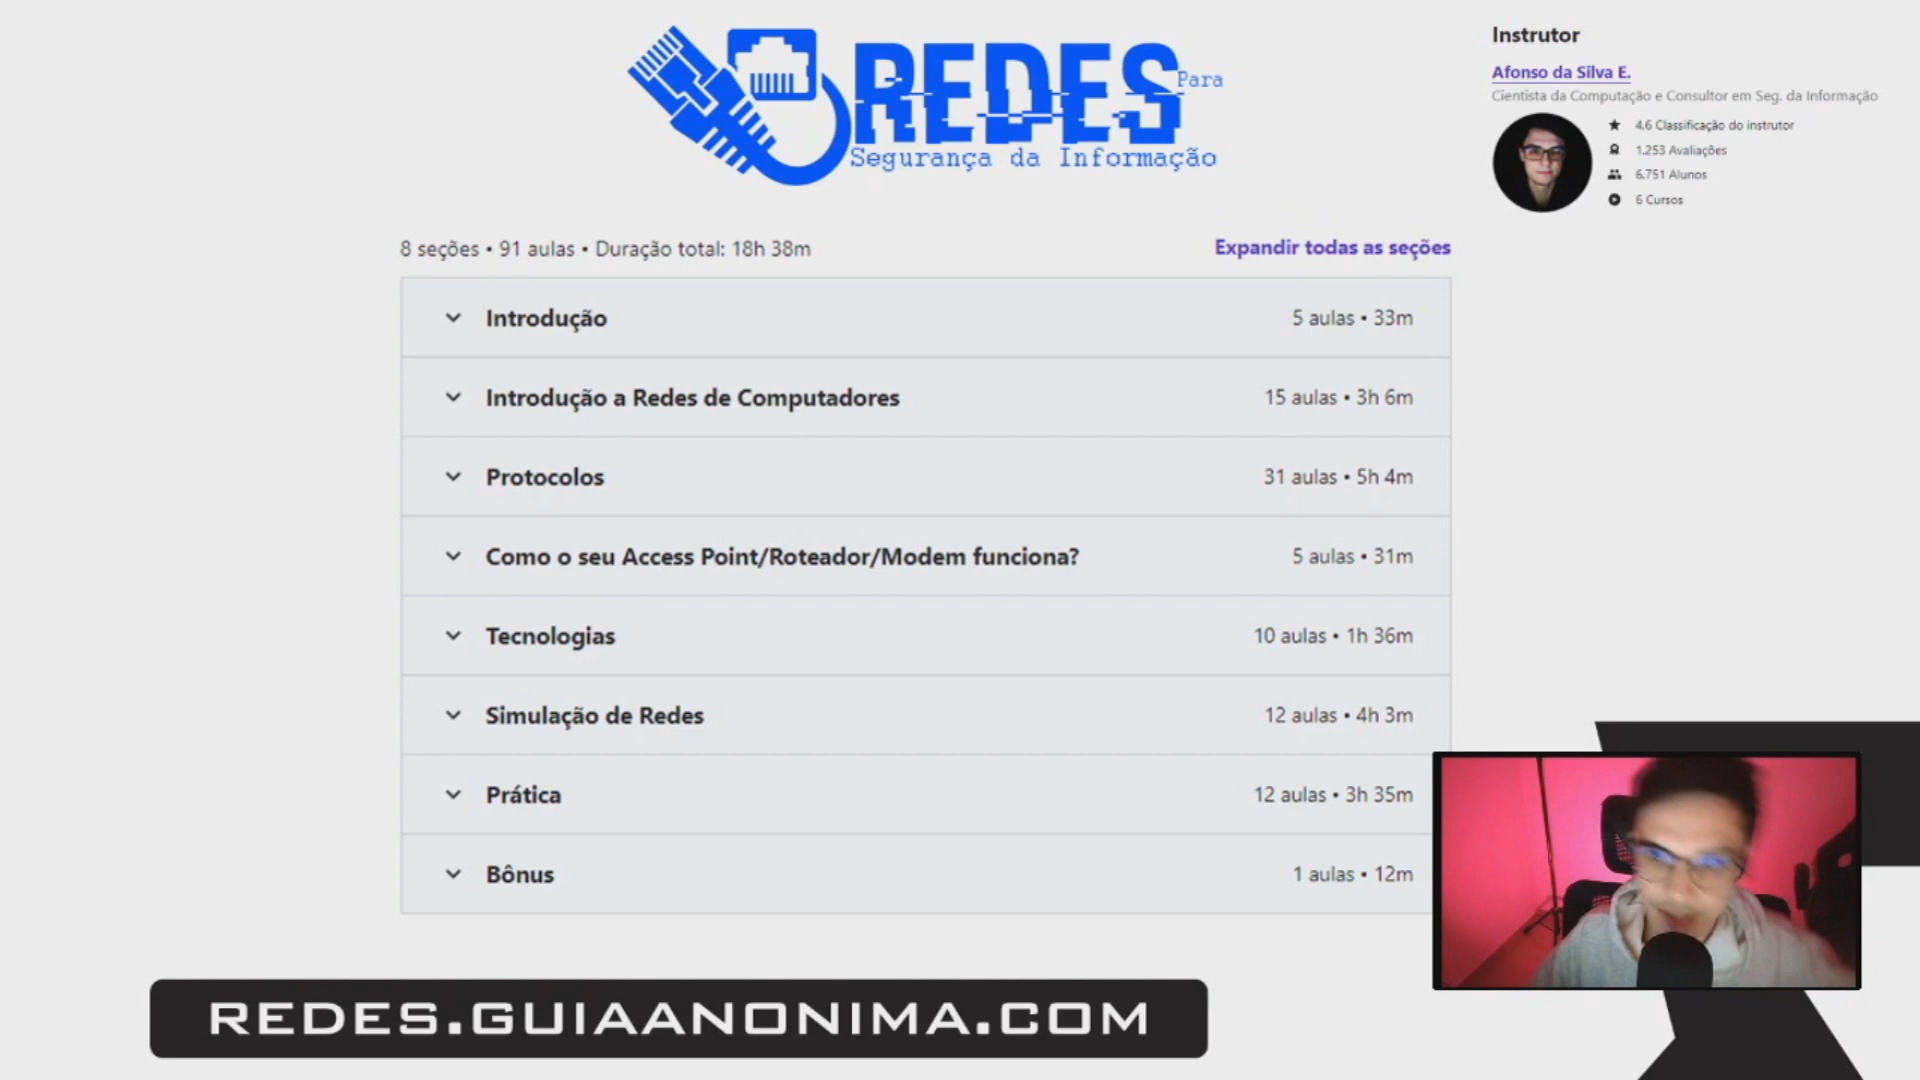 REDES
Para
Segurança da Informação
Instrutor
Afonso da Silva E.
Cientista da Computação e Consultor em Seg. da Informação
4.6 Classificação do instrutor
1.253 Avaliações
6.751 Alunos
6 Cursos
8 seções • 91 aulas • Duração total: 18h 38m
Expandir todas as seções
Introdução 5 aulas • 33m
Introdução a Redes de Computadores 15 aulas • 3h 6m
Protocolos 31 aulas • 5h 4m
Como o seu Access Point/Roteador/Modem funciona? 5 aulas • 31m
Tecnologias 10 aulas • 1h 36m
Simulação de Redes 12 aulas • 4h 3m
Prática 12 aulas • 3h 35m
Bônus 1 aulas • 12m
REDES.GUIAANONIMA.COM